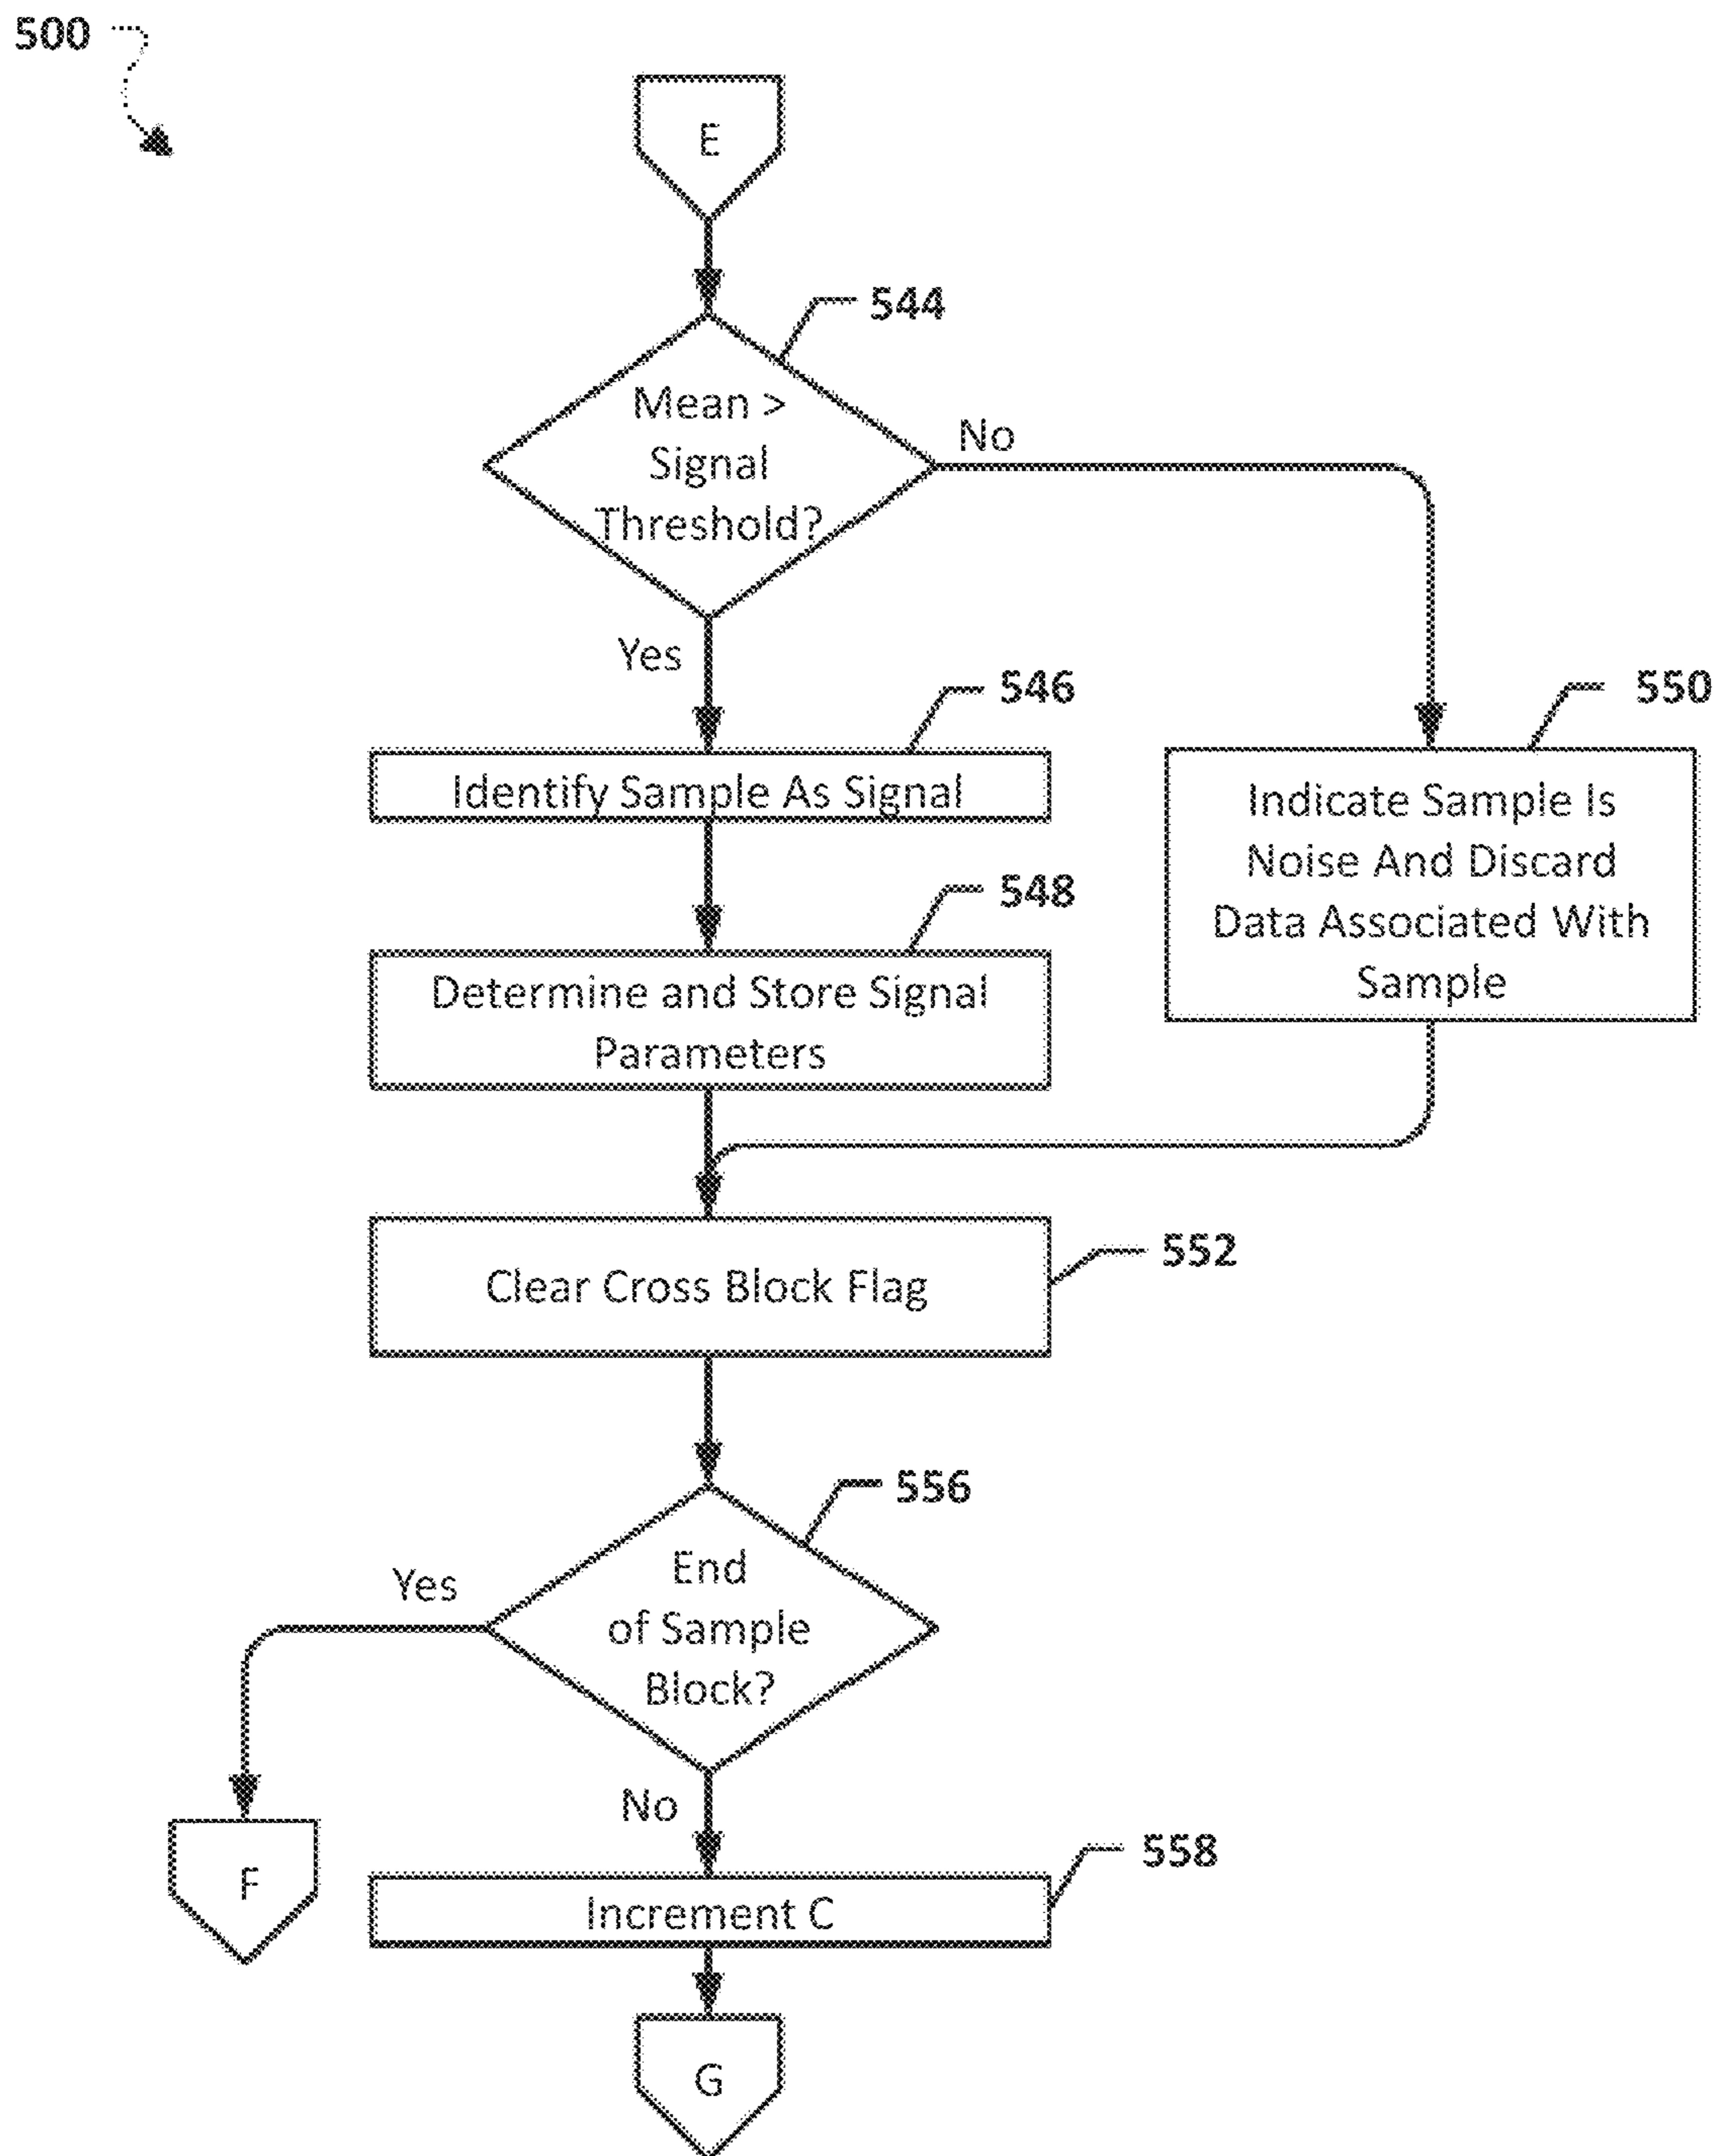 500
E
544
Mean >
Signal
Threshold?
No
Yes
546
Identify Sample As Signal
550
Indicate Sample Is
Noise And Discard
Data Associated With
Sample
548
Determine and Store Signal
Parameters
552
Clear Cross Block Flag
556
End
of Sample
Block?
Yes
No
F
558
Increment C
G